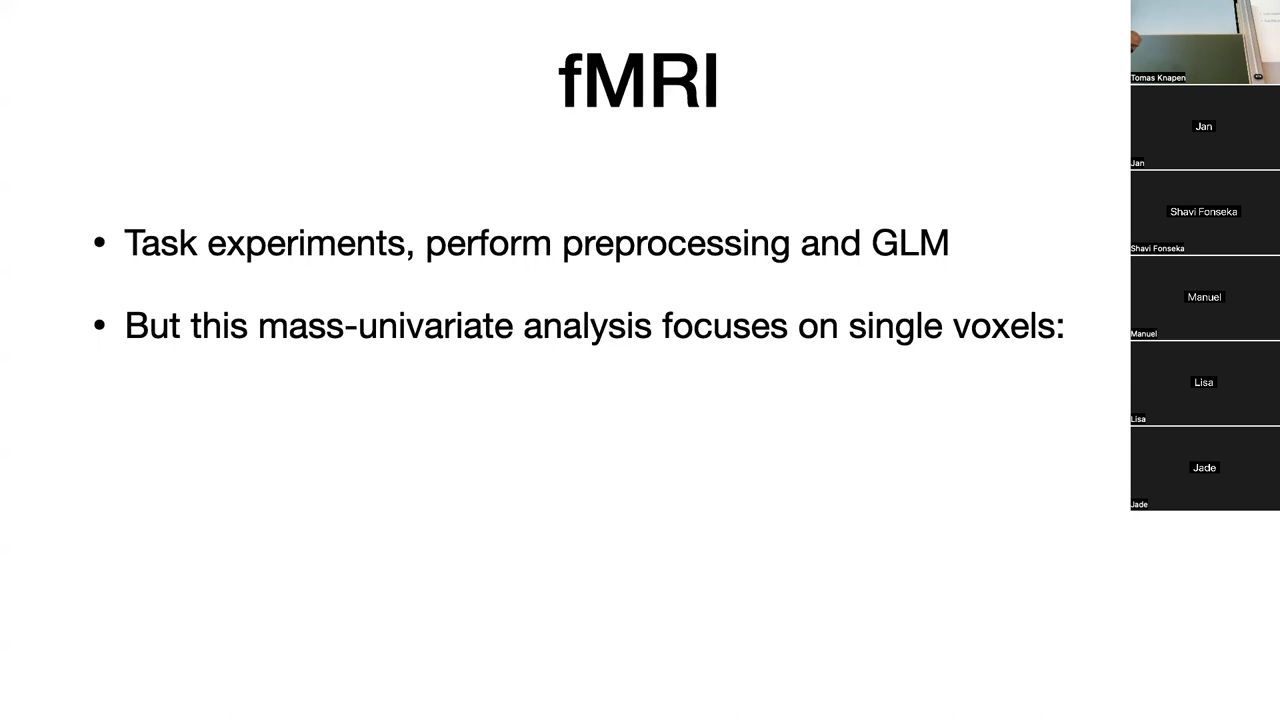 fMRI
• Task experiments, perform preprocessing and GLM
• But this mass-univariate analysis focuses on single voxels:
Tomas Knapen
Jan
Jan
Shavi Fonseka
Shavi Fonseka
Manuel
Manuel
Lisa
Lisa
Jade
Jade